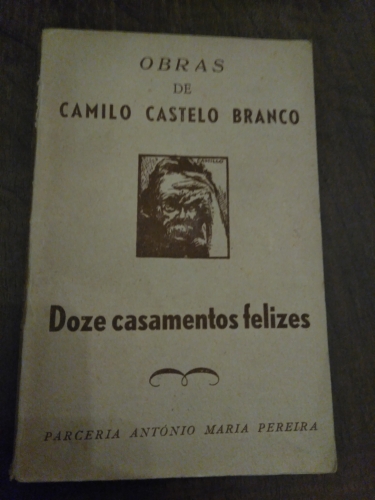 OBRAS
DE
CAMILO CASTELO BRANCO
Doze casamentos felizes
PARCERIA ANTÓNIO MARIA PEREIRA